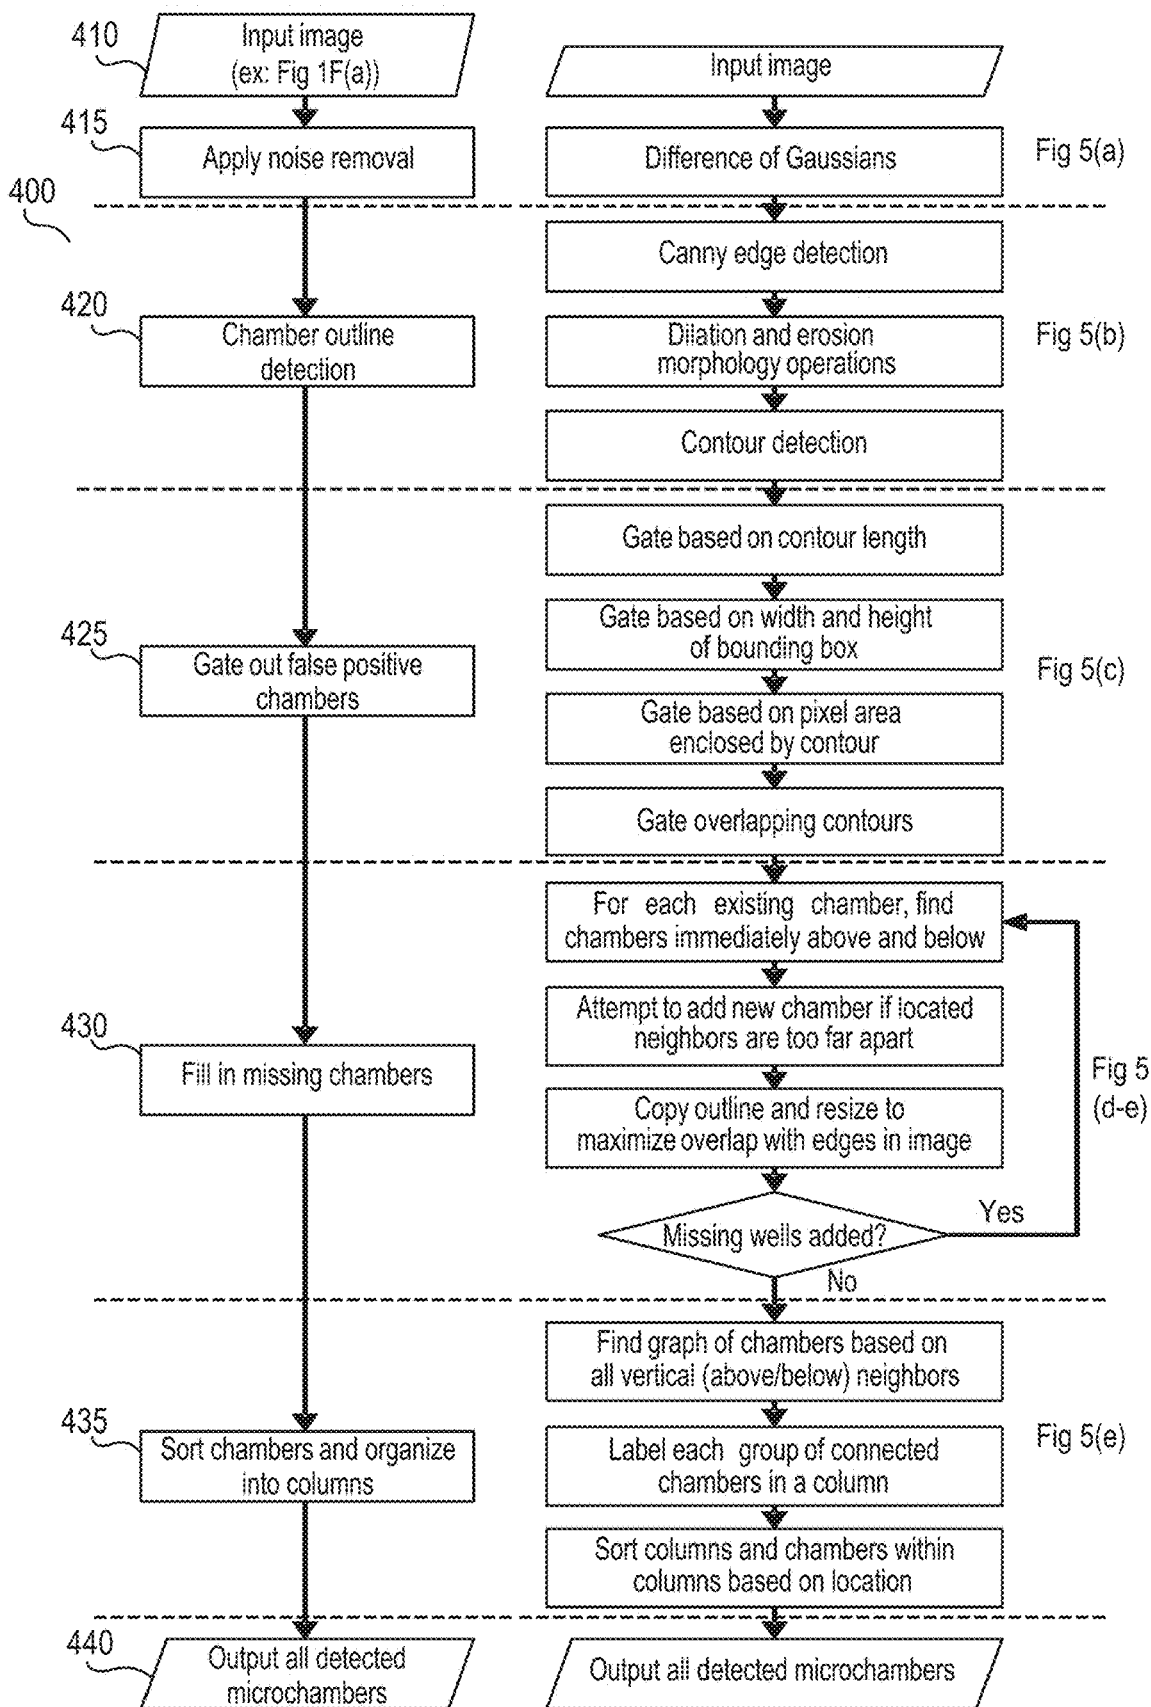 410
Input image
(ex: Fig 1F(a))
Input image
415
Apply noise removal
Difference of Gaussians
Fig 5(a)
400
Canny edge detection
420
Chamber outline
detection
Dilation and erosion
morphology operations
Fig 5(b)
Contour detection
Gate based on contour length
425
Gate out false positive
chambers
Gate based on width and height
of bounding box
Fig 5(c)
Gate based on pixel area
enclosed by contour
Gate overlapping contours
For each existing chamber, find
chambers immediately above and below
430
Fill in missing chambers
Attempt to add new chamber if located
neighbors are too far apart
Fig 5
(d-e)
Copy outline and resize to
maximize overlap with edges in image
Missing wells added?
Yes
No
Find graph of chambers based on
all vertical (above/below) neighbors
435
Sort chambers and organize
into columns
Label each group of connected
chambers in a column
Fig 5(e)
Sort columns and chambers within
columns based on location
440
Output all detected
microchambers
Output all detected microchambers